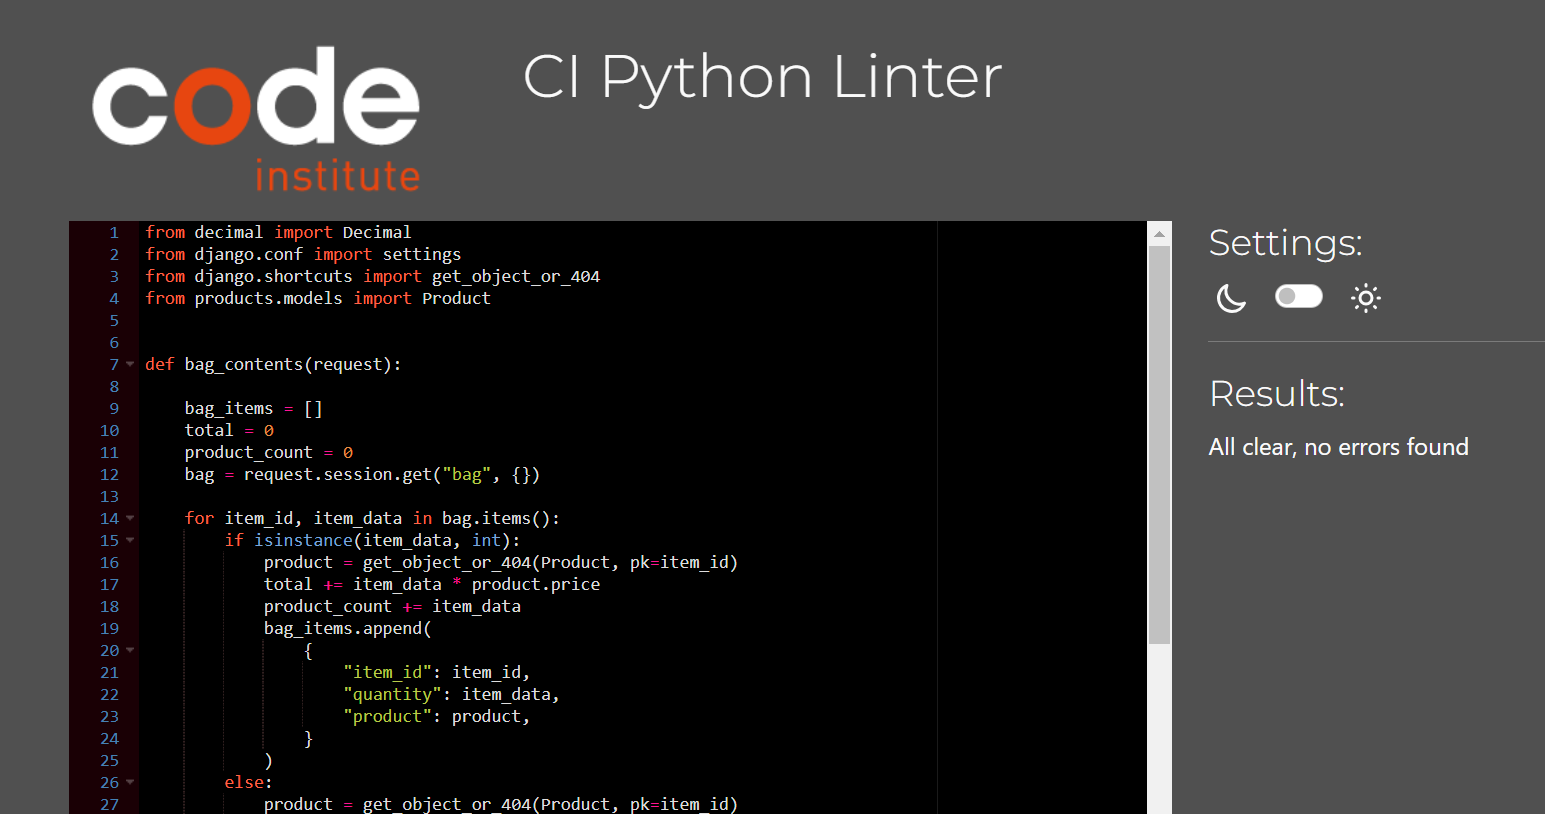 code
institute
CI Python Linter
1 from decimal import Decimal
2 from django.conf import settings
3 from django.shortcuts import get_object_or_404
4 from products.models import Product
5
6
7 def bag_contents(request):
8
9     bag_items = []
10     total = 0
11     product_count = 0
12     bag = request.session.get("bag", {})
13
14     for item_id, item_data in bag.items():
15         if isinstance(item_data, int):
16             product = get_object_or_404(Product, pk=item_id)
17             total += item_data * product.price
18             product_count += item_data
19             bag_items.append(
20                 {
21                     "item_id": item_id,
22                     "quantity": item_data,
23                     "product": product,
24                 }
25             )
26         else:
27             product = get_object_or_404(Product, pk=item_id)
Settings:
Results:
All clear, no errors found